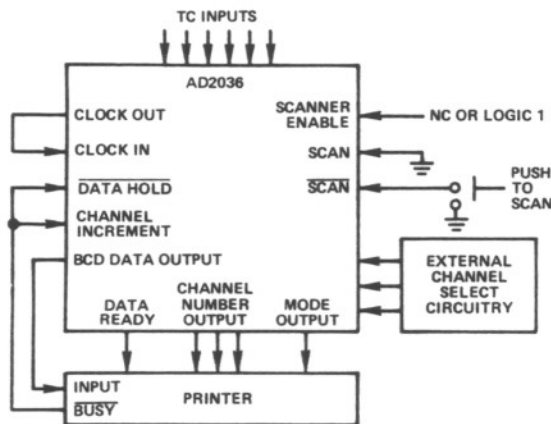 TC INPUTS
AD2036
CLOCK OUT
CLOCK IN
DATA HOLD
CHANNEL
INCREMENT
BCD DATA OUTPUT
SCANNER
ENABLE
SCAN
SCAN
NC OR LOGIC 1
PUSH
TO
SCAN
EXTERNAL
CHANNEL
SELECT
CIRCUITRY
DATA
READY
CHANNEL
NUMBER
OUTPUT
MODE
OUTPUT
INPUT
BUSY
PRINTER